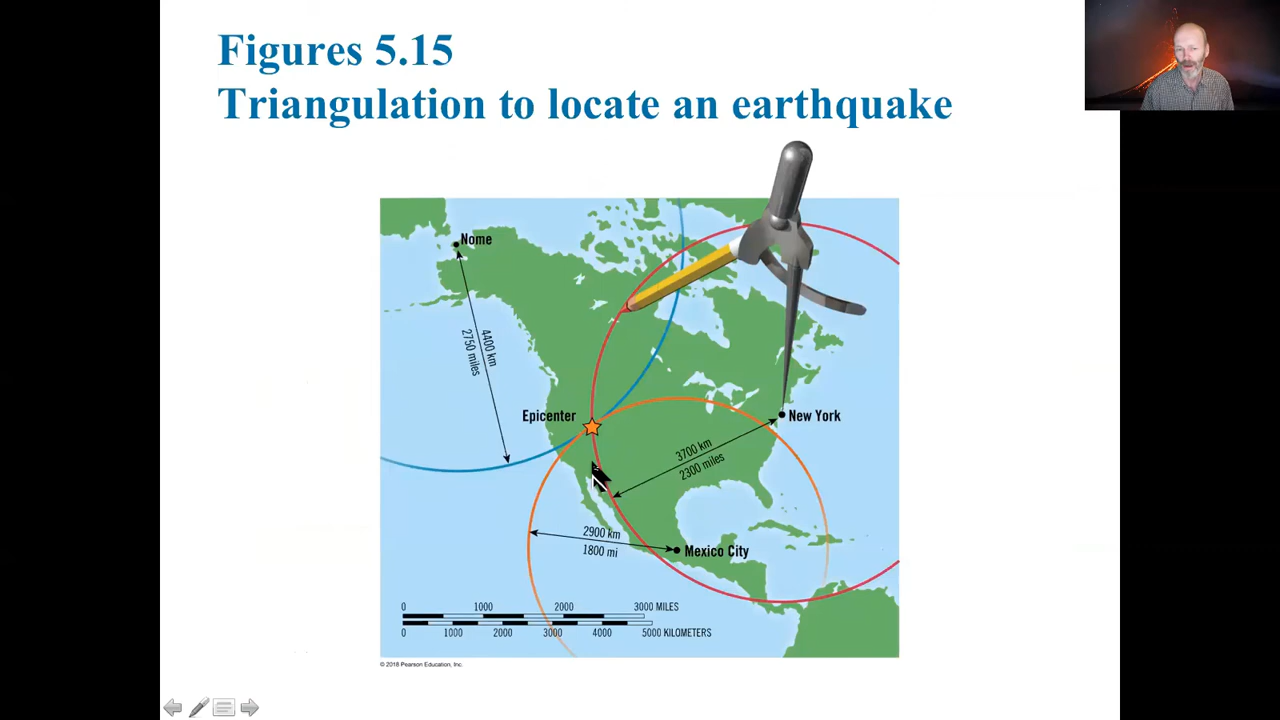 Figures 5.15
Triangulation to locate an earthquake
Nome
4400 km
2750 miles
Epicenter
New York
3700 km
2300 miles
2900 km
1800 mi
Mexico City
0 1000 2000 3000 MILES
0 1000 2000 3000 4000 5000 KILOMETERS
© 2018 Pearson Education, Inc.